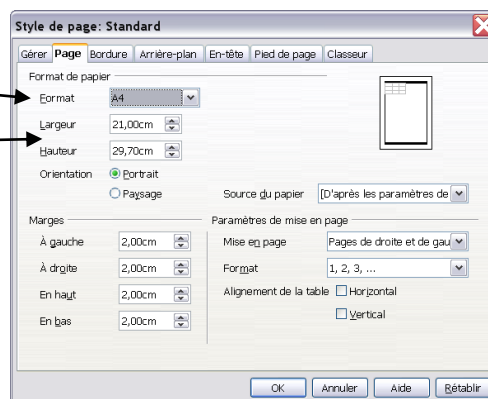 Style de page: Standard
Gérer Page Bordure Arrière-plan En-tête Pied de page Classeur
Format de papier
Format A4
Largeur 21,00cm
Hauteur 29,70cm
Orientation Portrait
Paysage Source du papier [D'après les paramètres de
Marges Paramètres de mise en page
À gauche 2,00cm Mise en page Pages de droite et de gau
À droite 2,00cm Format 1, 2, 3, ...
En haut 2,00cm Alignement de la table Horizontal
En bas 2,00cm Vertical
OK Annuler Aide Rétablir